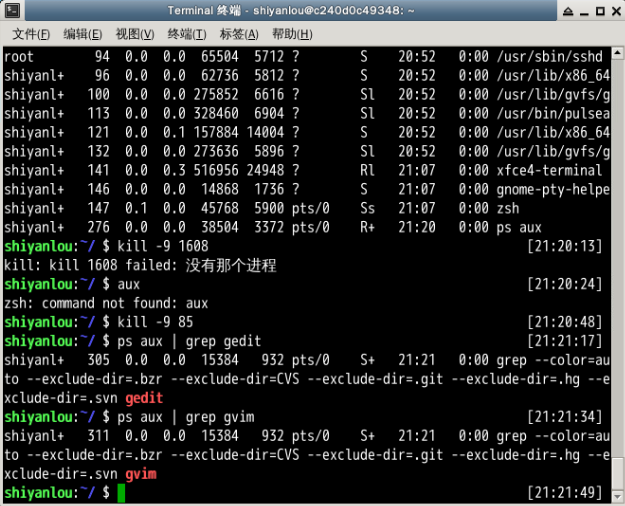 Terminal 终端 - shiyanlou@c240d0c49348: ~
文件(F) 编辑(E) 视图(V) 终端(T) 标签(A) 帮助(H)
root 94 0.0 0.0 65504 5712 ? S 20:52 0:00 /usr/sbin/sshd
shiyanl+ 96 0.0 0.0 62736 5812 ? S 20:52 0:00 /usr/lib/x86_64
shiyanl+ 100 0.0 0.0 275852 6616 ? Sl 20:52 0:00 /usr/lib/gvfs/g
shiyanl+ 113 0.0 0.0 328460 6904 ? Sl 20:52 0:00 /usr/bin/pulsea
shiyanl+ 121 0.0 0.1 157884 14004 ? S 20:52 0:00 /usr/lib/x86_64
shiyanl+ 132 0.0 0.0 273636 5896 ? Sl 20:52 0:00 /usr/lib/gvfs/g
shiyanl+ 141 0.0 0.3 516956 24948 ? Rl 21:07 0:00 xfce4-terminal
shiyanl+ 146 0.0 0.0 14868 1736 ? S 21:07 0:00 gnome-pty-helpe
shiyanl+ 147 0.1 0.0 45768 5900 pts/0 Ss 21:07 0:00 zsh
shiyanl+ 276 0.0 0.0 38504 3372 pts/0 R+ 21:20 0:00 ps aux
shiyanlou:~/ $ kill -9 1608 [21:20:13]
kill: kill 1608 failed: 没有那个进程
shiyanlou:~/ $ aux [21:20:24]
zsh: command not found: aux
shiyanlou:~/ $ kill -9 85 [21:20:48]
shiyanlou:~/ $ ps aux | grep gedit [21:21:17]
shiyanl+ 305 0.0 0.0 15384 932 pts/0 S+ 21:21 0:00 grep --color=au
to --exclude-dir=.bzr --exclude-dir=CVS --exclude-dir=.git --exclude-dir=.hg --e
xclude-dir=.svn gedit
shiyanlou:~/ $ ps aux | grep gvim [21:21:34]
shiyanl+ 311 0.0 0.0 15384 932 pts/0 S+ 21:21 0:00 grep --color=au
to --exclude-dir=.bzr --exclude-dir=CVS --exclude-dir=.git --exclude-dir=.hg --e
xclude-dir=.svn gvim
shiyanlou:~/ $ [21:21:49]